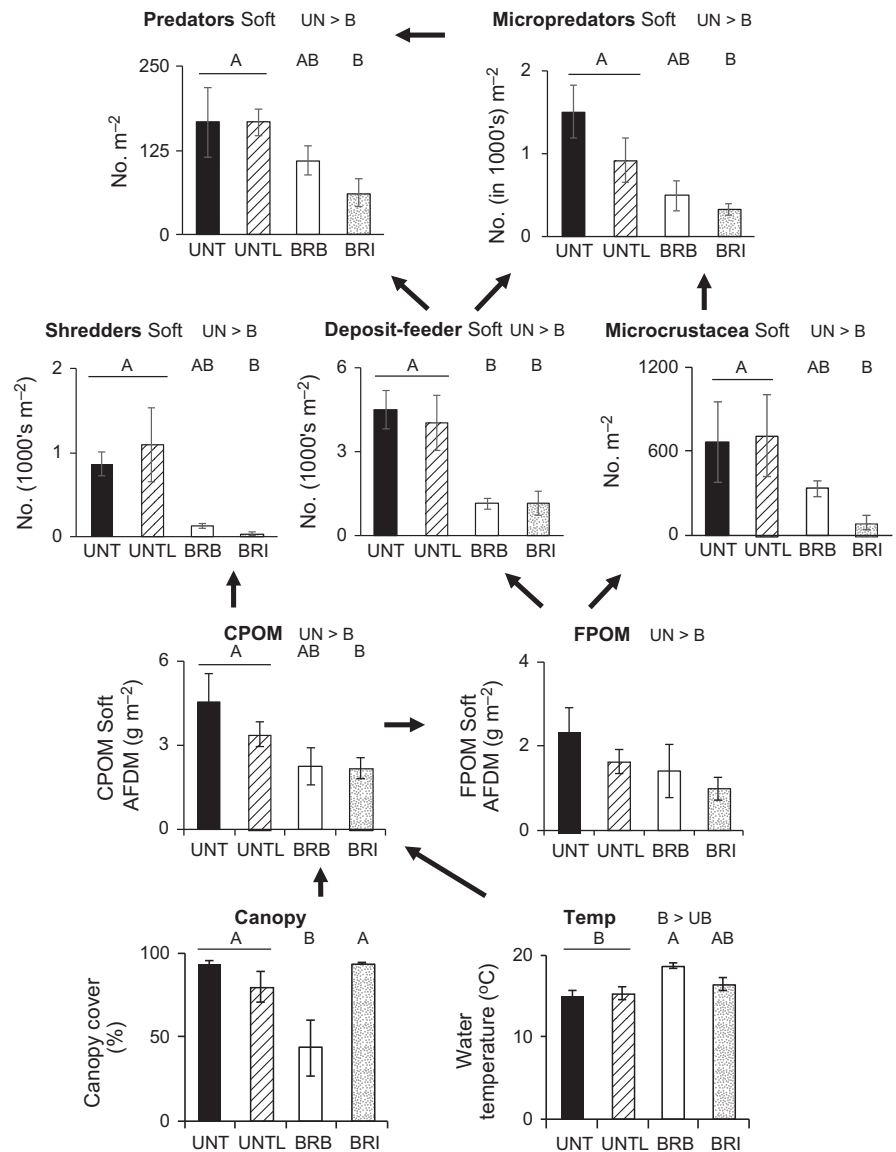 Predators Soft UN > B
Micropredators Soft UN > B
A AB B
A AB B
250
125
0
No. m−2
UNT UNTL BRB BRI
2
1
0
No. (in 1000's) m−2
UNT UNTL BRB BRI
Shredders Soft UN > B
Deposit-feeder Soft UN > B
Microcrustacea Soft UN > B
A AB B
A B B
A AB B
2
1
0
No. (1000's m−2)
UNT UNTL BRB BRI
6
3
0
No. (1000's m−2)
UNT UNTL BRB BRI
1200
600
0
No. m−2
UNT UNTL BRB BRI
CPOM UN > B
FPOM UN > B
A AB B
6
3
0
CPOM Soft
AFDM (g m−2)
UNT UNTL BRB BRI
4
2
0
FPOM Soft
AFDM (g m−2)
UNT UNTL BRB BRI
Canopy
Temp B > UB
A B A
B A AB
100
50
0
Canopy cover
(%)
UNT UNTL BRB BRI
20
10
0
Water
temperature (oC)
UNT UNTL BRB BRI